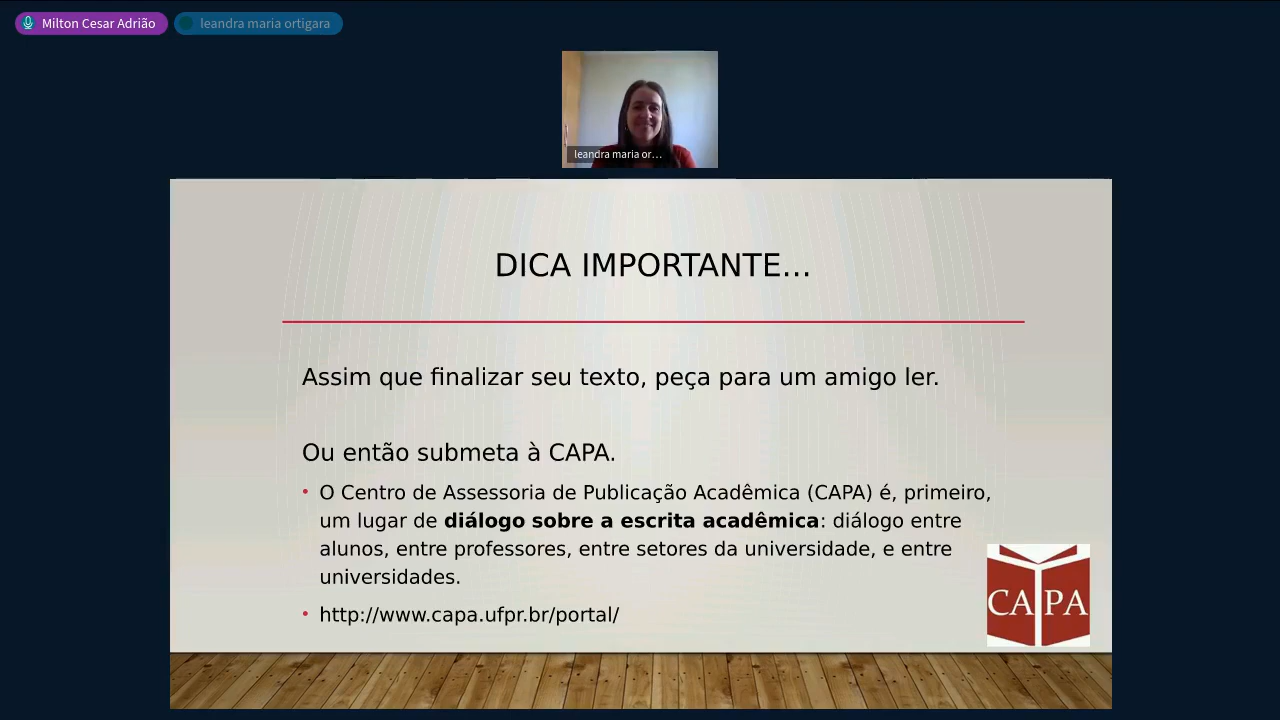 Milton Cesar Adrião
leandra maria ortigara
leandra maria or...
DICA IMPORTANTE...
Assim que finalizar seu texto, peça para um amigo ler.
Ou então submeta à CAPA.
• O Centro de Assessoria de Publicação Acadêmica (CAPA) é, primeiro,
um lugar de diálogo sobre a escrita acadêmica: diálogo entre
alunos, entre professores, entre setores da universidade, e entre
universidades.
• http://www.capa.ufpr.br/portal/
CAPA